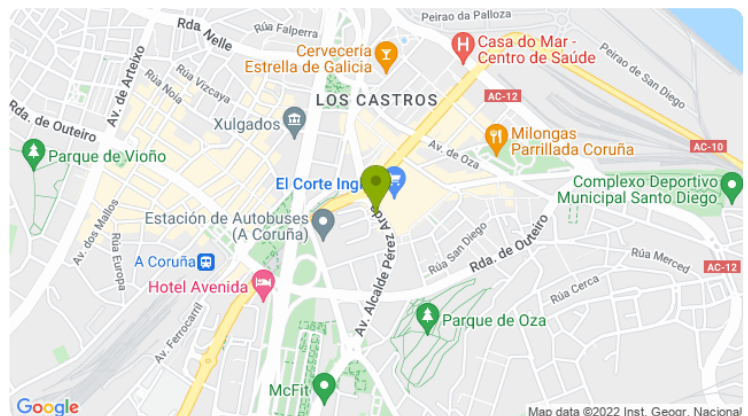 Peirao da Palloza
Rda. Nelle
Rúa Falperra
Cervecería
Estrella de Galicia
Casa do Mar -
Centro de Saúde
Peirao de San Diego
Av. de Arteixo
Rúa Vizcaya
Rúa Noia
LOS CASTROS
AC-12
Rda. de Outeiro
Xulgados
Av. de Oza
Milongas
Parrillada Coruña
AC-10
Parque de Vioño
El Corte Ingl
Complexo Deportivo
Municipal Santo Diego
Estación de Autobuses
(A Coruña)
Av. dos Mallos
Rúa Europa
A Coruña
Hotel Avenida
Av. Alcalde Pérez Ard
Rúa San Diego
Rda. de Outeiro
Rúa Merced
AC-12
Rúa Cerca
Av. Ferrocarril
Parque de Oza
McFit
Google
Map data ©2022 Inst. Geogr. Nacional